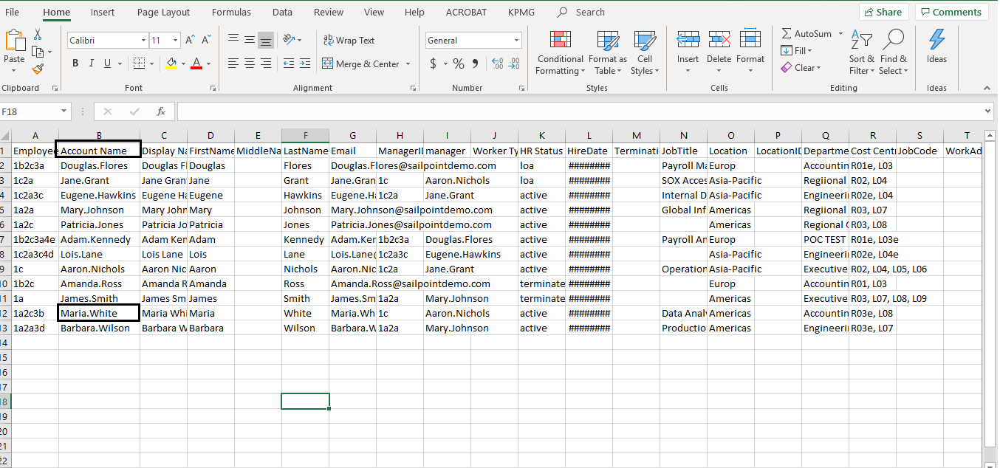 File Home Insert Page Layout Formulas Data Review View Help ACROBAT KPMG Search Share Comments
Calibri 11 Wrap Text General AutoSum
Paste Conditional Format as Cell Insert Delete Format Fill Sort & Find & Ideas
B I U Merge & Center $ % Formatting Table Styles Clear Filter Select
Clipboard Font Alignment Number Styles Cells Editing Ideas
F18 fx
A B C D E F G H I J K L M N O P Q R S T
1 Employee Account Name Display Na FirstName MiddleNa LastName Email ManagerID manager Worker Ty HR Status HireDate Terminati JobTitle Location LocationID Departme Cost Centr JobCode WorkAd
2 1b2c3a Douglas.Flores Douglas Fl Douglas Flores Douglas.Flores@sailpointdemo.com loa ######## Payroll Ma Europ Accountin R01e, L03
3 1c2a Jane.Grant Jane Gran Jane Grant Jane.Gran 1c Aaron.Nichols loa ######## SOX Acces Asia-Pacific Regiional R02, L04
4 1c2a3c Eugene.Hawkins Eugene Ha Eugene Hawkins Eugene.H 1c2a Jane.Grant active ######## Internal D Asia-Pacific Engineeri R02e, L04
5 1a2a Mary.Johnson Mary John Mary Johnson Mary.Johnson@sailpointdemo.com active ######## Global Inf Americas Regiional R03, L07
6 1a2c Patricia.Jones Patricia Jo Patricia Jones Patricia.Jones@sailpointdemo.com active ######## Americas Regional R03, L08
7 1b2c3a4e Adam.Kennedy Adam Ken Adam Kennedy Adam.Ker 1b2c3a Douglas.Flores active ######## Payroll An Europ POC TEST R01e, L03e
8 1c2a3c4d Lois.Lane Lois Lane Lois Lane Lois.Lane@ 1c2a3c Eugene.Hawkins active ######## Asia-Pacific Engineeri R02e, L04e
9 1c Aaron.Nichols Aaron Nic Aaron Nichols Aaron.Nic 1c2a Jane.Grant active ######## Operation Asia-Pacific Executive R02, L04, L05, L06
10 1b2c Amanda.Ross Amanda R Amanda Ross Amanda.Ross@sailpointdemo.com terminate ######## Europ Accountin R01, L03
11 1a James.Smith James Sm James Smith James.Sm 1a2a Mary.Johnson terminate ######## Americas Executive R03, L07, L08, L09
12 1a2c3b Maria.White Maria Whi Maria White Maria.Wh 1c Aaron.Nichols active ######## Data Anal Americas Accountin R03e, L08
13 1a2a3d Barbara.Wilson Barbara W Barbara Wilson Barbara.W 1a2a Mary.Johnson active ######## Productio Americas Engineeri R03e, L07
14
15
16
17
18
19
20
21
22